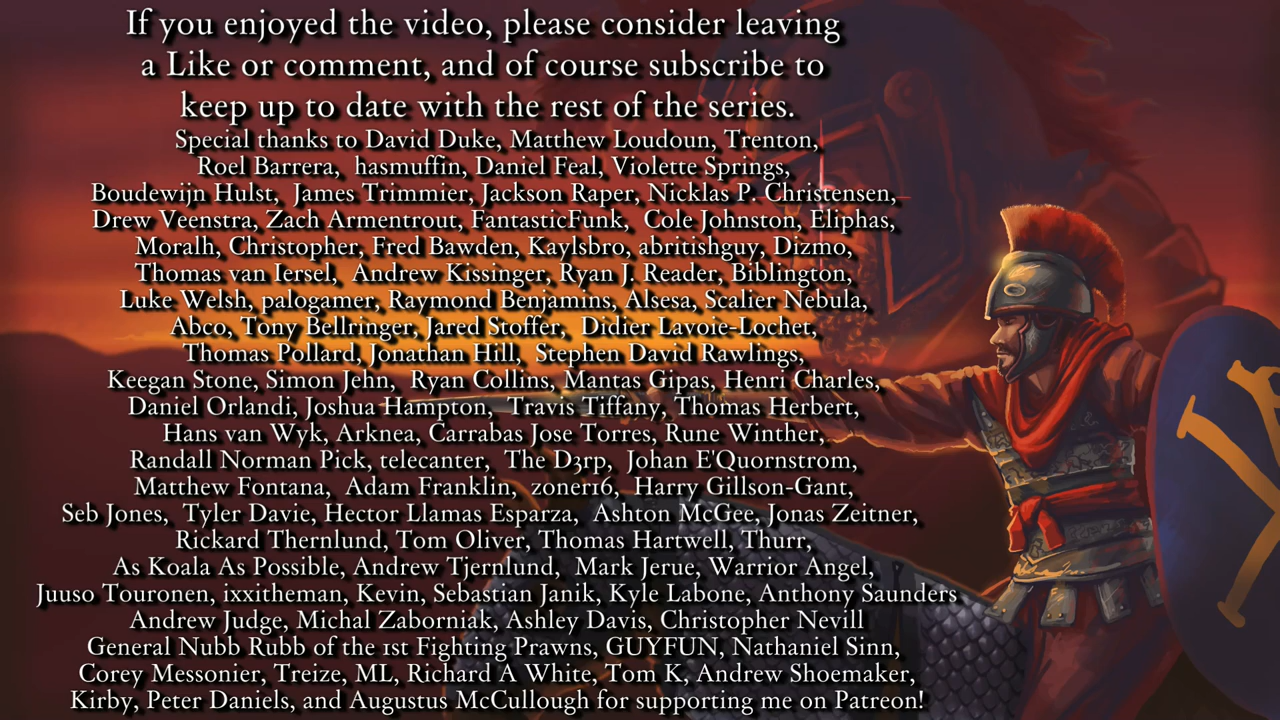 If you enjoyed the video, please consider leaving
a Like or comment, and of course subscribe to
keep up to date with the rest of the series.
Special thanks to David Duke, Matthew Loudoun, Trenton,
Roel Barrera, hasmuffin, Daniel Feal, Violette Springs,
Boudewijn Hulst, James Trimmier, Jackson Raper, Nicklas P. Christensen,
Drew Veenstra, Zach Armentrout, FantasticFunk, Cole Johnston, Eliphas,
Moralh, Christopher, Fred Bawden, Kaylsbro, abritishguy, Dizmo,
Thomas van Iersel, Andrew Kissinger, Ryan J. Reader, Biblington,
Luke Welsh, palogamer, Raymond Benjamins, Alsesa, Scalier Nebula,
Abco, Tony Bellringer, Jared Stoffer, Didier Lavoie-Lochet,
Thomas Pollard, Jonathan Hill, Stephen David Rawlings,
Keegan Stone, Simon Jehn, Ryan Collins, Mantas Gipas, Henri Charles,
Daniel Orlandi, Joshua Hampton, Travis Tiffany, Thomas Herbert,
Hans van Wyk, Arknea, Carrabas Jose Torres, Rune Winther,
Randall Norman Pick, telecanter, The D3rp, Johan E'Quornstrom,
Matthew Fontana, Adam Franklin, zoner16, Harry Gillson-Gant,
Seb Jones, Tyler Davie, Hector Llamas Esparza, Ashton McGee, Jonas Zeitner,
Rickard Thernlund, Tom Oliver, Thomas Hartwell, Thurr,
As Koala As Possible, Andrew Tjernlund, Mark Jerue, Warrior Angel,
Juuso Touronen, ixxitheman, Kevin, Sebastian Janik, Kyle Labone, Anthony Saunders
Andrew Judge, Michal Zaborniak, Ashley Davis, Christopher Nevill
General Nubb Rubb of the 1st Fighting Prawns, GUYFUN, Nathaniel Sinn,
Corey Messonier, Treize, ML, Richard A White, Tom K, Andrew Shoemaker,
Kirby, Peter Daniels, and Augustus McCullough for supporting me on Patreon!